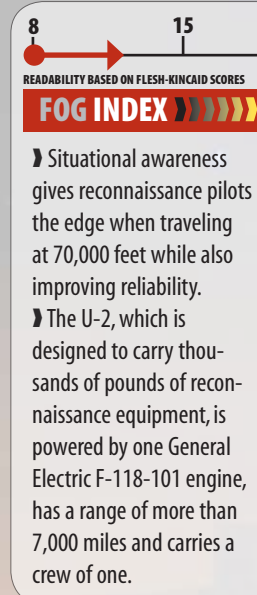 8 15
READABILITY BASED ON FLESH-KINCAID SCORES
FOG INDEX
❱ Situational awareness
gives reconnaissance pilots
the edge when traveling
at 70,000 feet while also
improving reliability.
❱ The U-2, which is
designed to carry thou-
sands of pounds of recon-
naissance equipment, is
powered by one General
Electric F-118-101 engine,
has a range of more than
7,000 miles and carries a
crew of one.